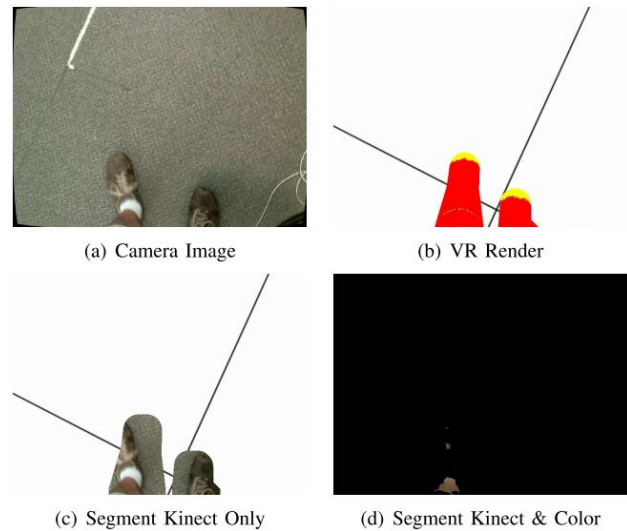 (a) Camera Image
(b) VR Render
(c) Segment Kinect Only
(d) Segment Kinect & Color